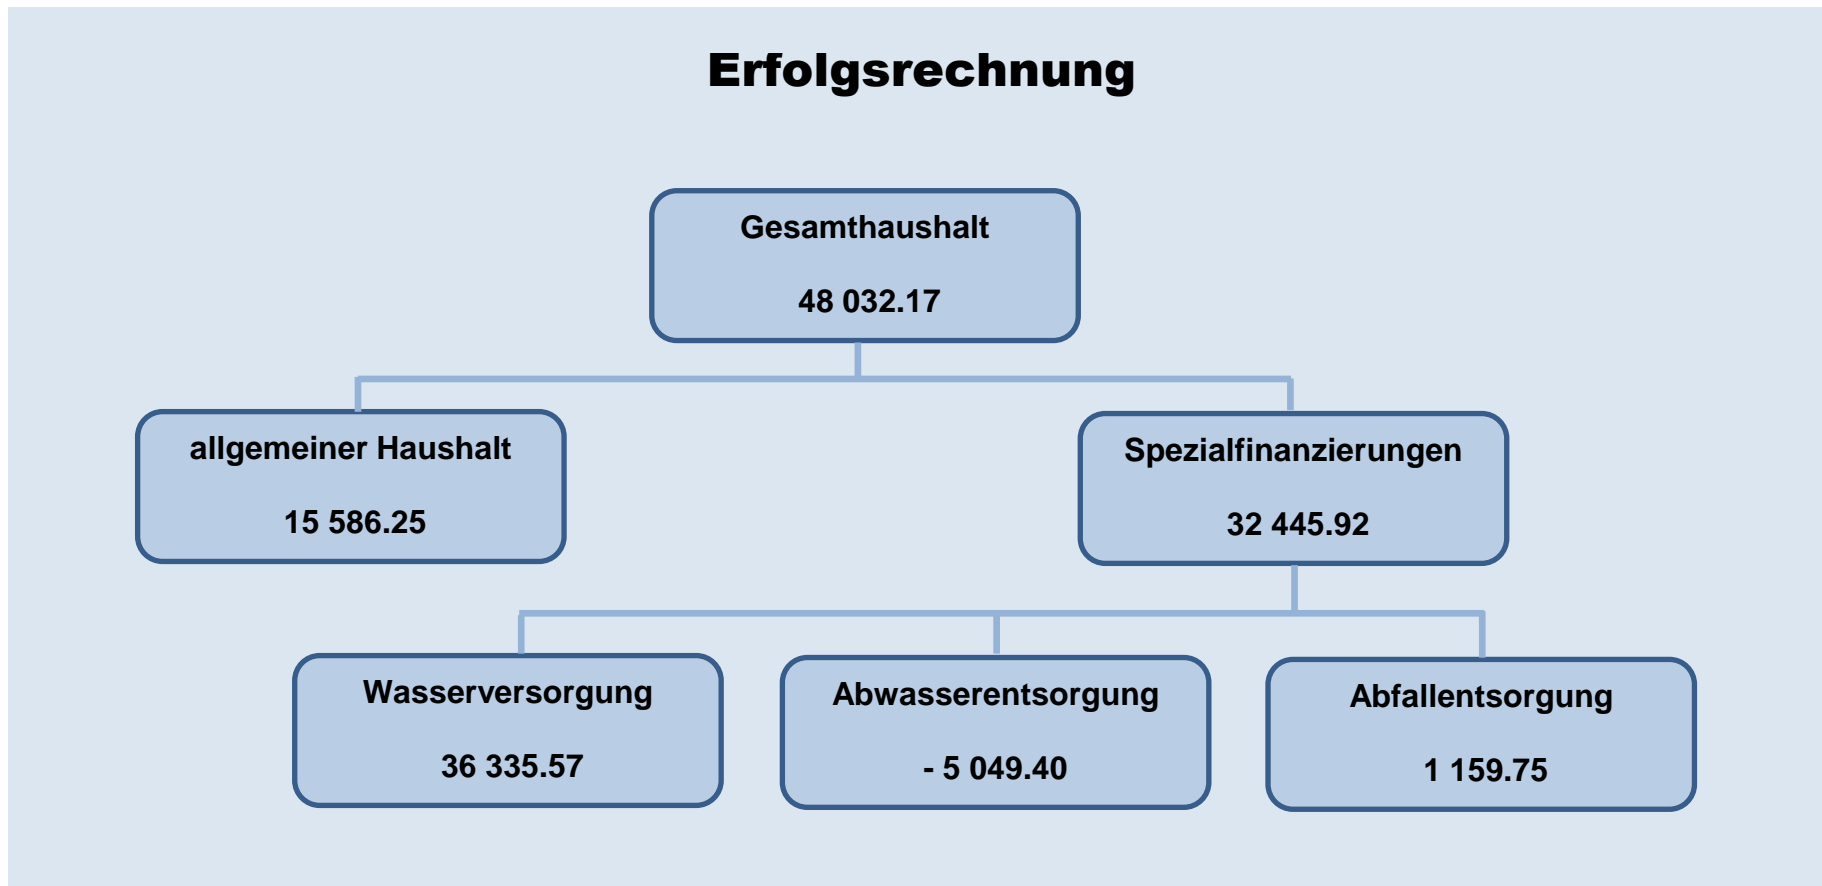 Erfolgsrechnung
Gesamthaushalt
48 032.17
allgemeiner Haushalt
15 586.25
Spezialfinanzierungen
32 445.92
Wasserversorgung
36 335.57
Abwasserentsorgung
- 5 049.40
Abfallentsorgung
1 159.75